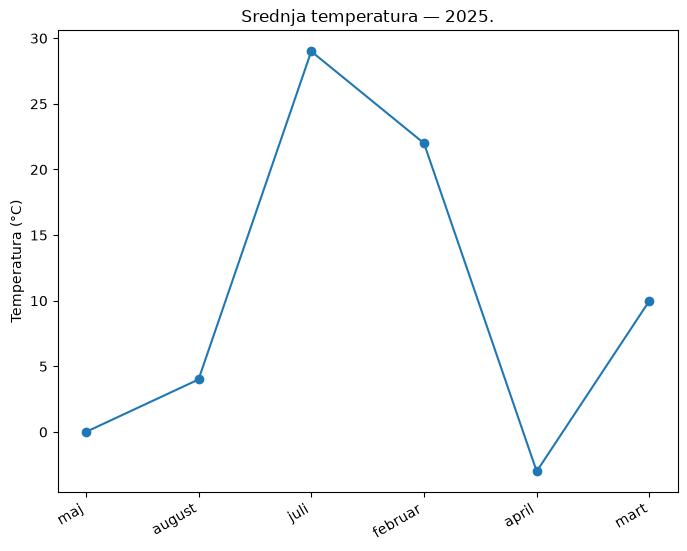 Srednja temperatura — 2025.
Temperatura (°C)
30
25
20
15
10
5
0
maj
august
juli
februar
april
mart